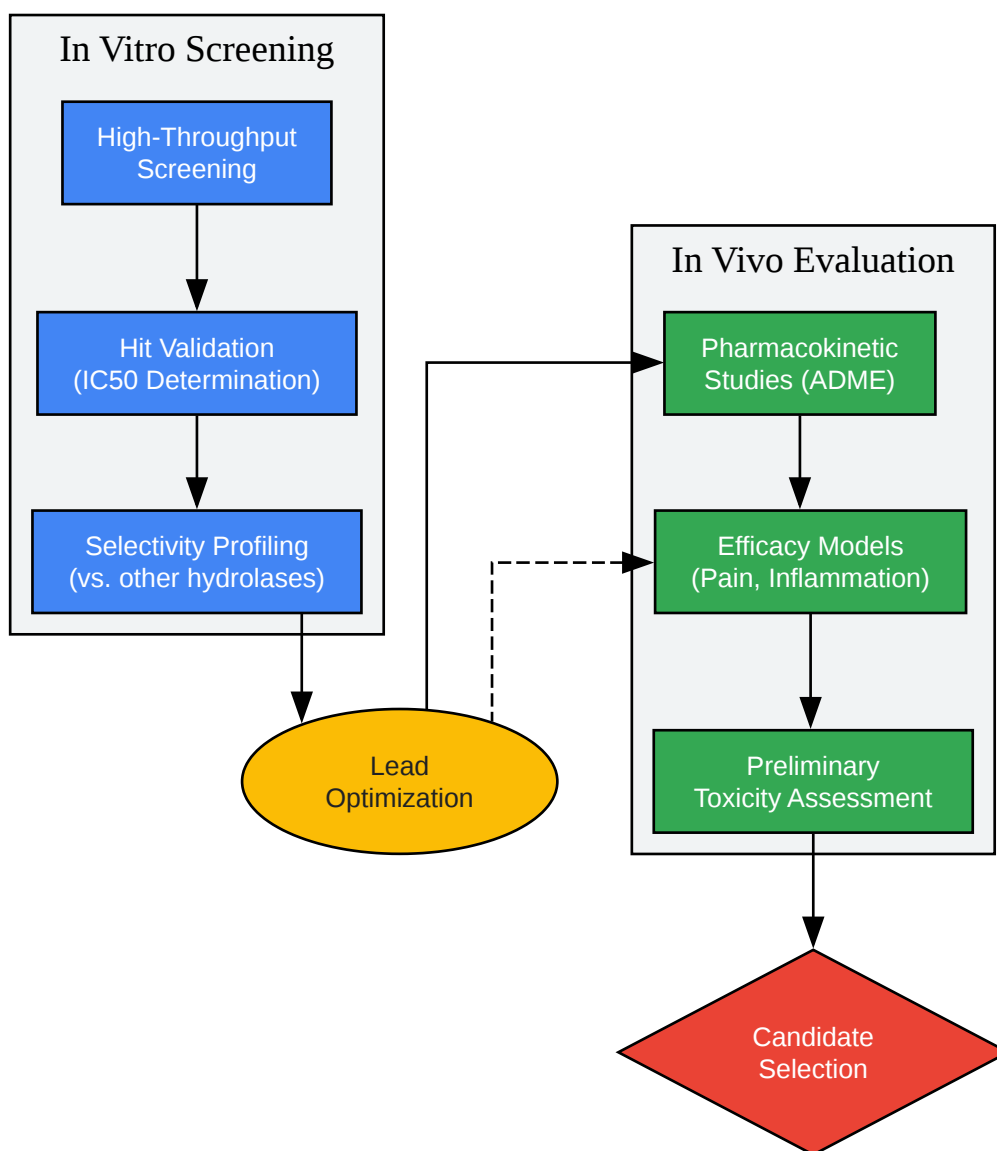 In Vitro Screening
High-Throughput
Screening
Hit Validation
(IC50 Determination)
Selectivity Profiling
(vs. other hydrolases)
Lead
Optimization
In Vivo Evaluation
Pharmacokinetic
Studies (ADME)
Efficacy Models
(Pain, Inflammation)
Preliminary
Toxicity Assessment
Candidate
Selection